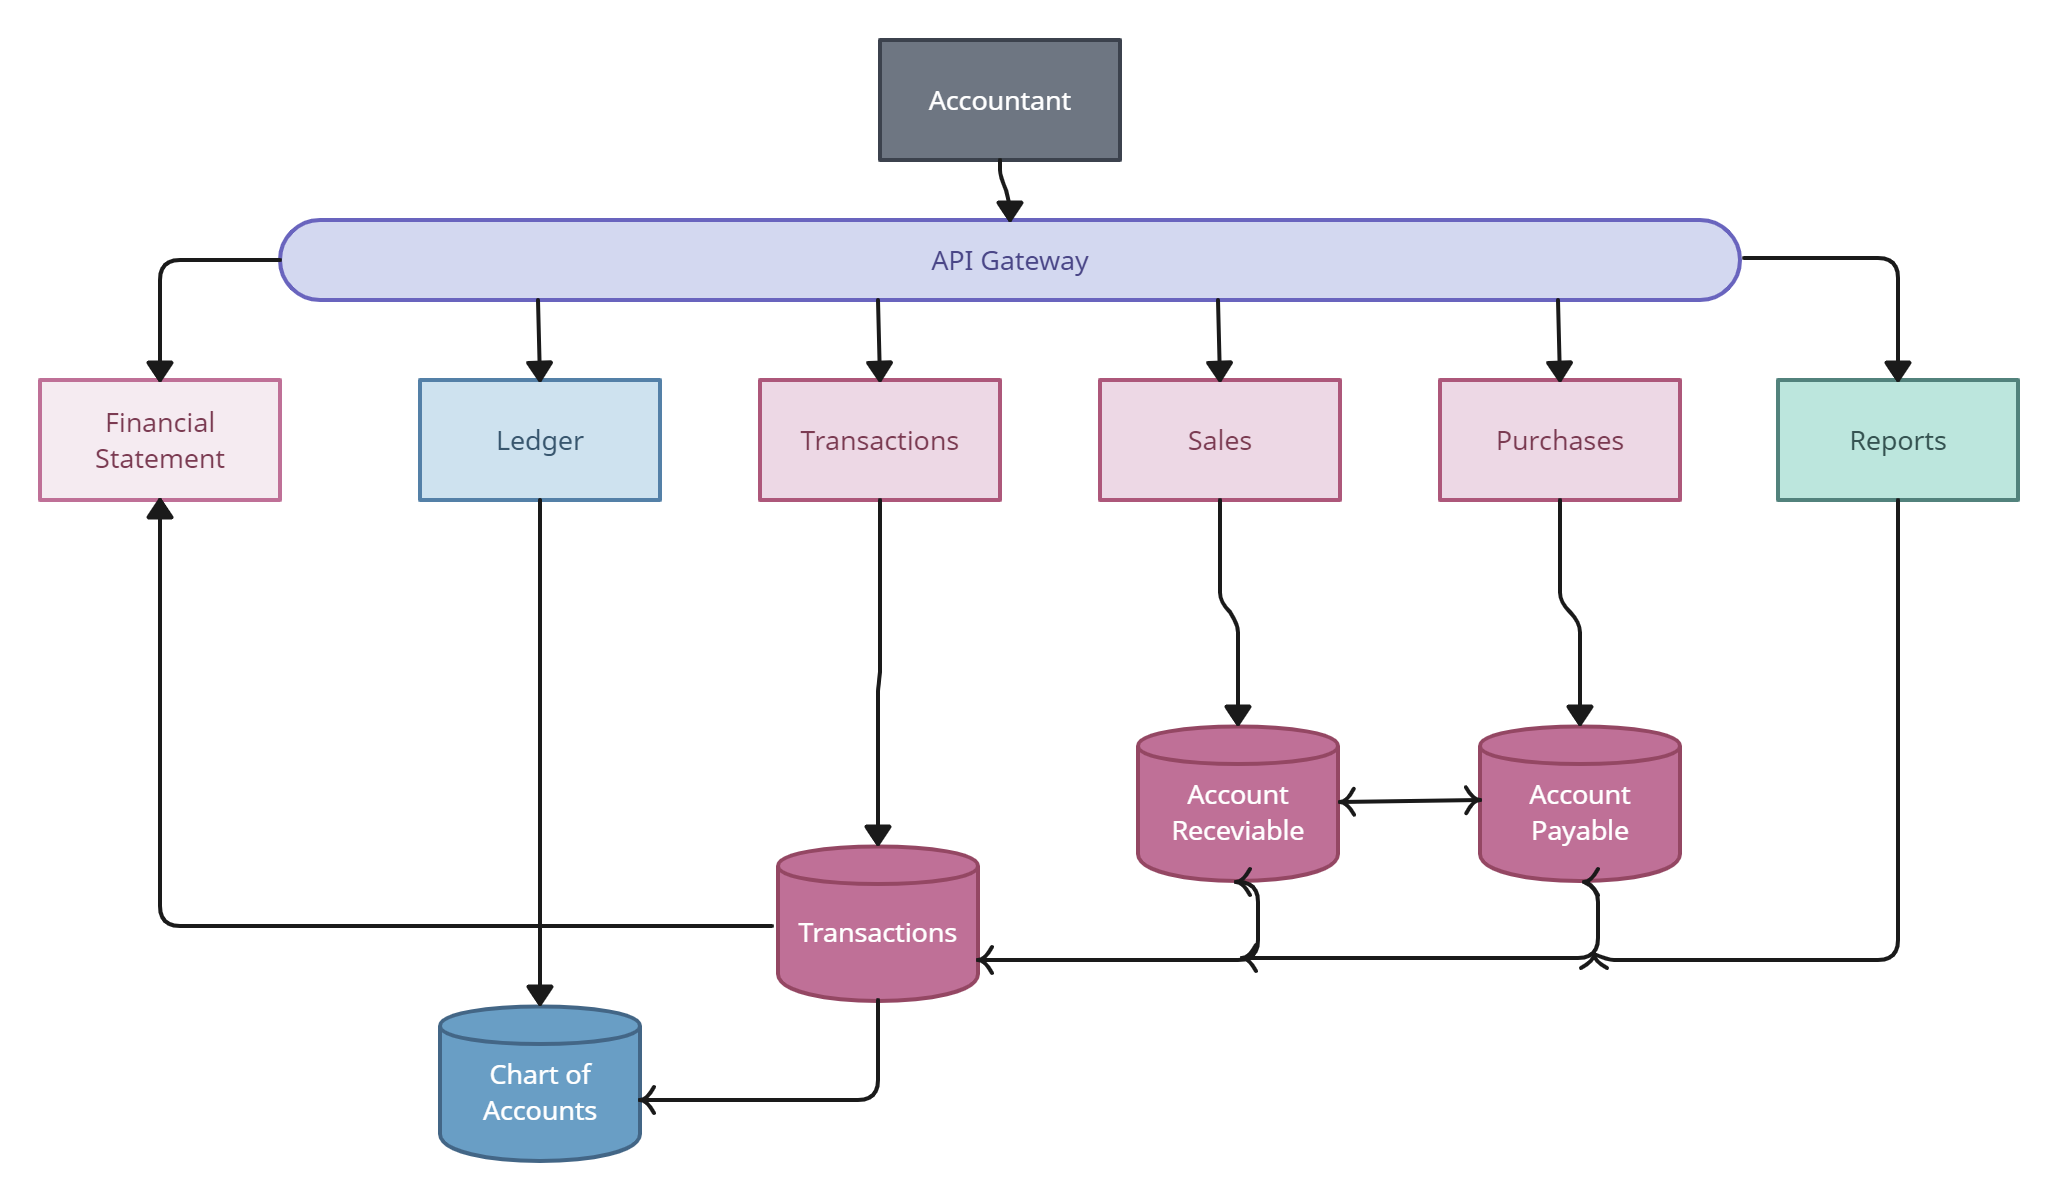 Accountant
API Gateway
Financial
Statement
Ledger
Transactions
Sales
Purchases
Reports
Account
Receviable
Account
Payable
Transactions
Chart of
Accounts